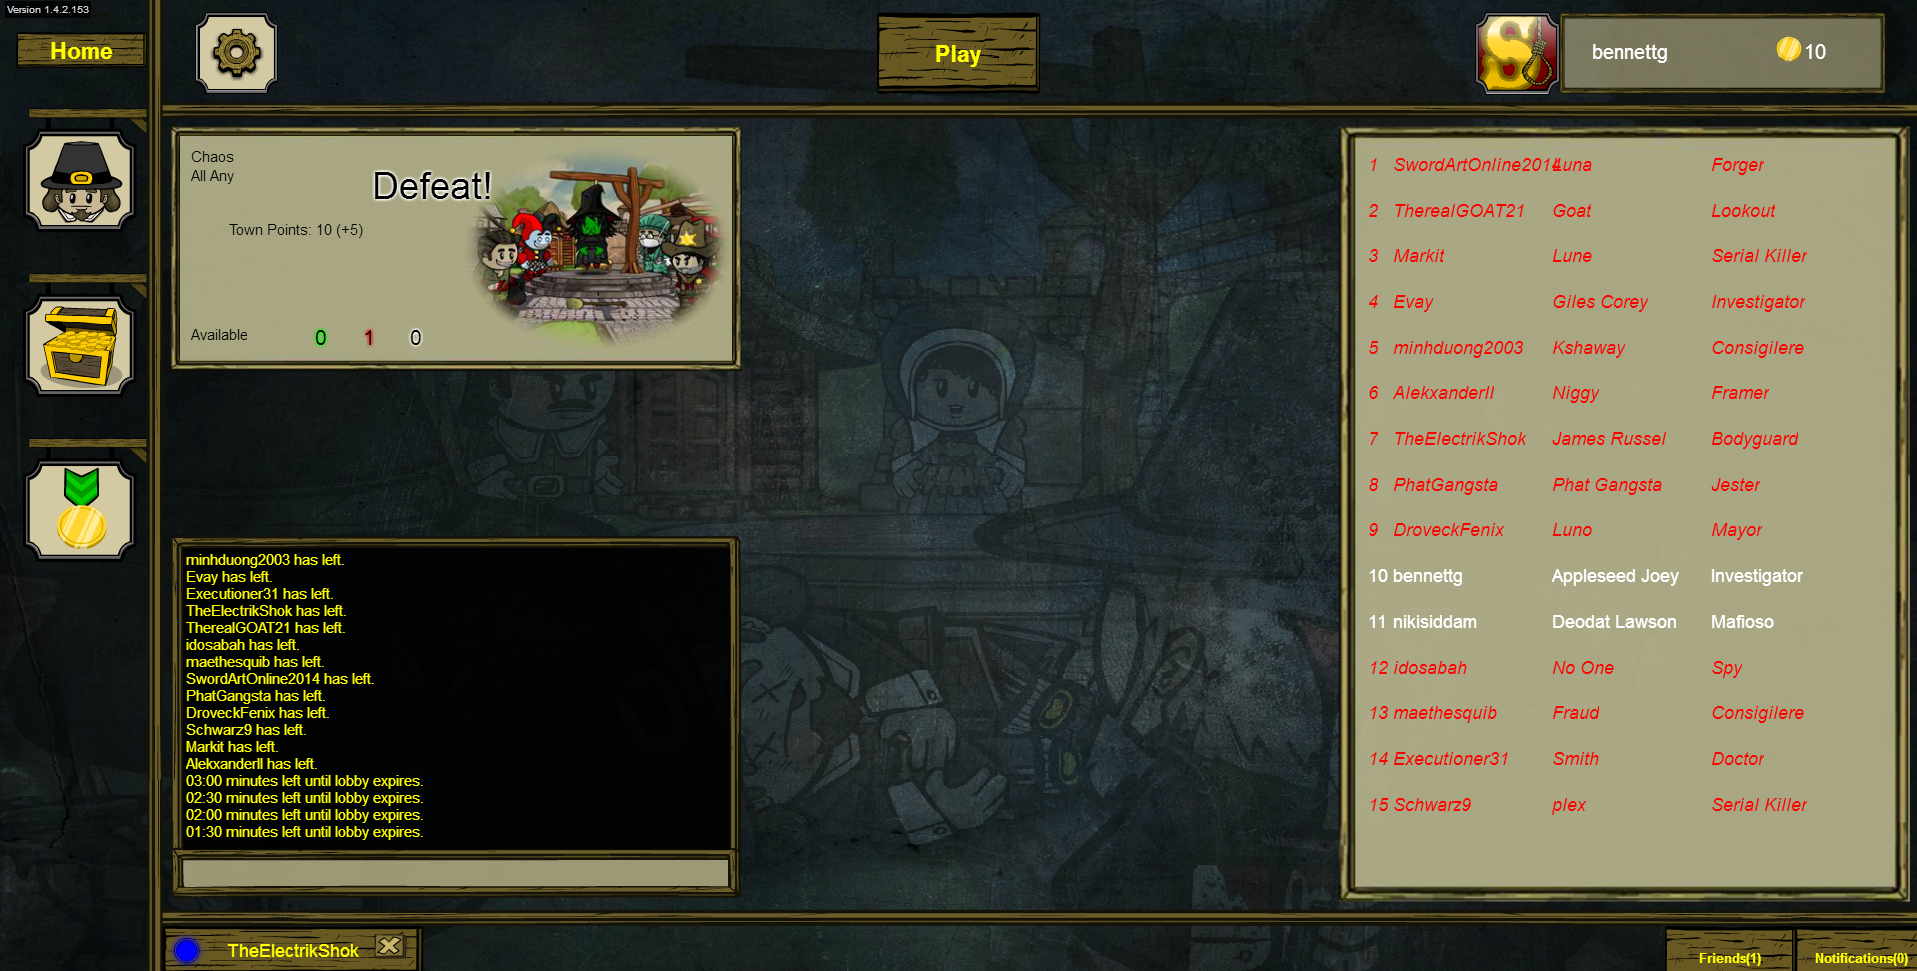 Version 1.4.2.153
Home
Play
bennettg
10
Chaos
All Any
Defeat!
Town Points: 10 (+5)
Available
0 1 0
minhduong2003 has left.
Evay has left.
Executioner31 has left.
TheElectrikShok has left.
TherealGOAT21 has left.
idosabah has left.
maethesquib has left.
SwordArtOnline2014 has left.
PhatGangsta has left.
DroveckFenix has left.
Schwarz9 has left.
Markit has left.
AlekxanderII has left.
03:00 minutes left until lobby expires.
02:30 minutes left until lobby expires.
02:00 minutes left until lobby expires.
01:30 minutes left until lobby expires.
1 SwordArtOnline2014 Luna Forger
2 TherealGOAT21 Goat Lookout
3 Markit Lune Serial Killer
4 Evay Giles Corey Investigator
5 minhduong2003 Kshaway Consigilere
6 AlekxanderII Niggy Framer
7 TheElectrikShok James Russel Bodyguard
8 PhatGangsta Phat Gangsta Jester
9 DroveckFenix Luno Mayor
10 bennettg Appleseed Joey Investigator
11 nikisiddam Deodat Lawson Mafioso
12 idosabah No One Spy
13 maethesquib Fraud Consigilere
14 Executioner31 Smith Doctor
15 Schwarz9 plex Serial Killer
TheElectrikShok
Friends(1)
Notifications(0)